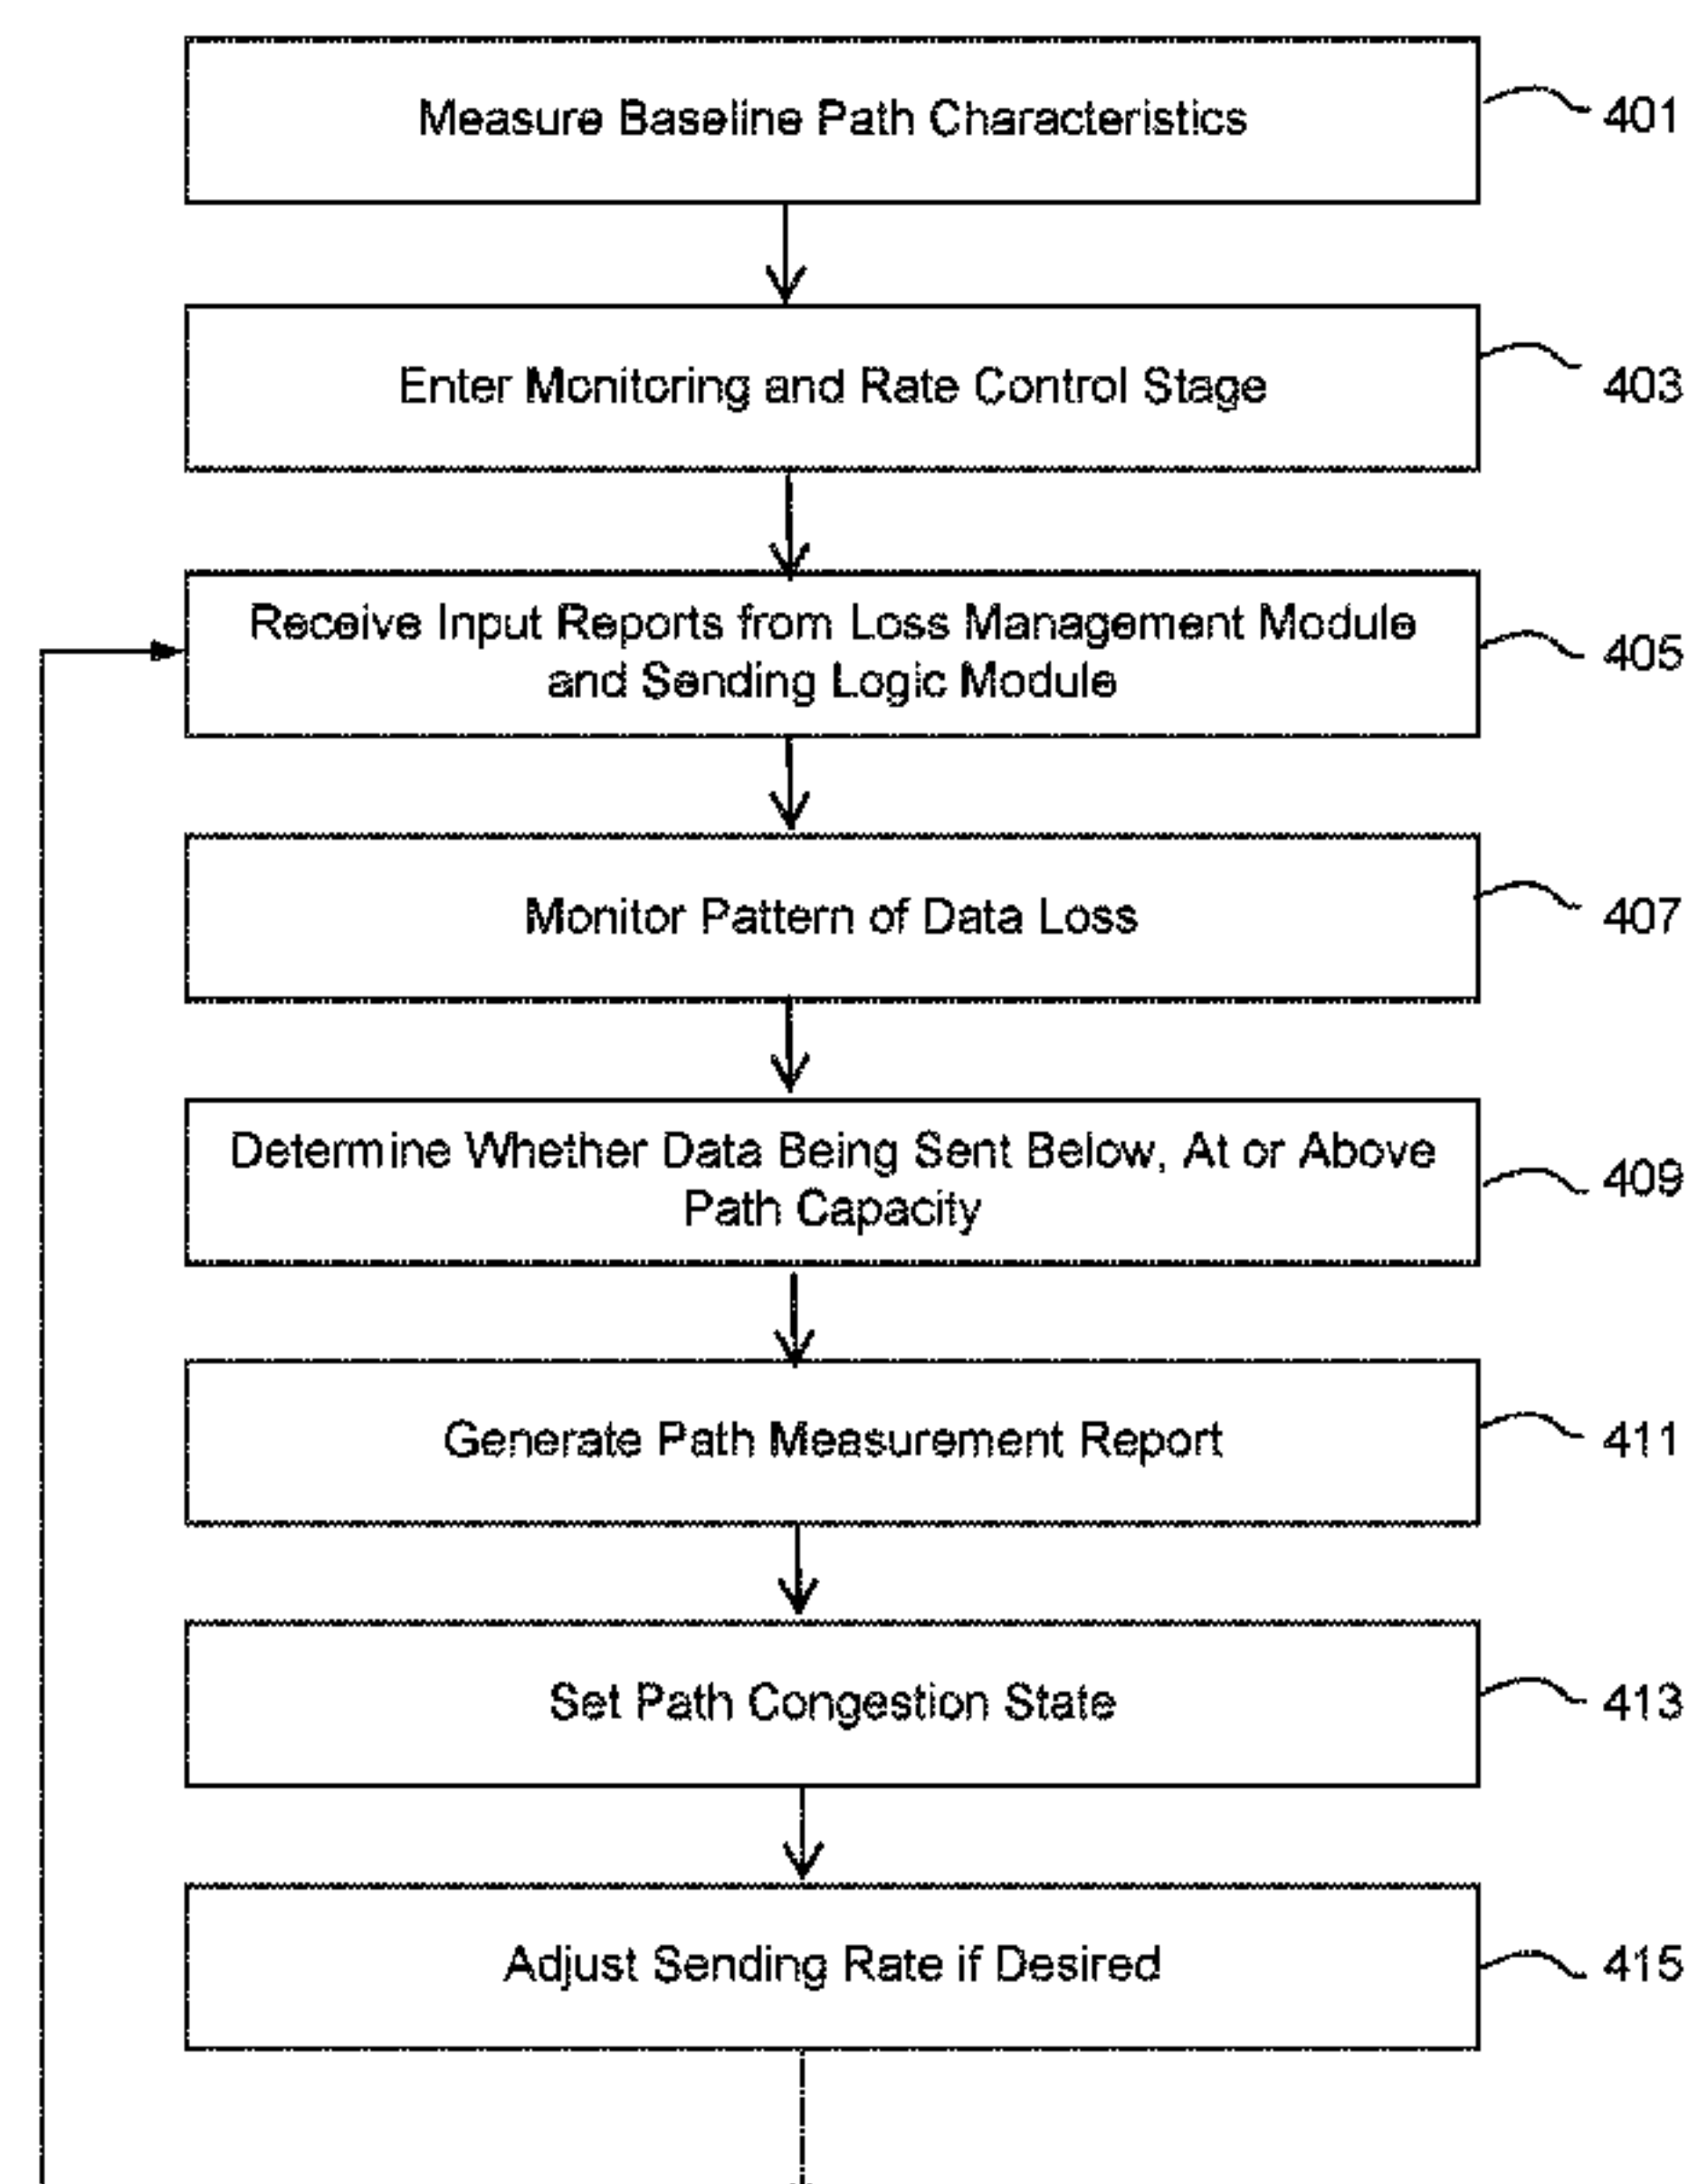 Measure Baseline Path Characteristics
401
Enter Monitoring and Rate Control Stage
403
Receive Input Reports from Loss Management Module
and Sending Logic Module
405
Monitor Pattern of Data Loss
407
Determine Whether Data Being Sent Below, At or Above
Path Capacity
409
Generate Path Measurement Report
411
Set Path Congestion State
413
Adjust Sending Rate if Desired
415